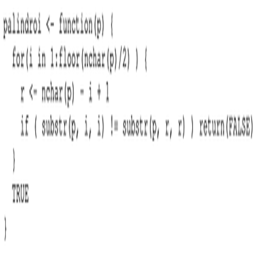 palindroi <- function(p) {
  for(i in 1:floor(nchar(p)/2) ) {
    r <- nchar(p) - i + 1
    if ( substr(p, i, i) != substr(p, r, r) ) return(FALSE)
  }
  TRUE
}